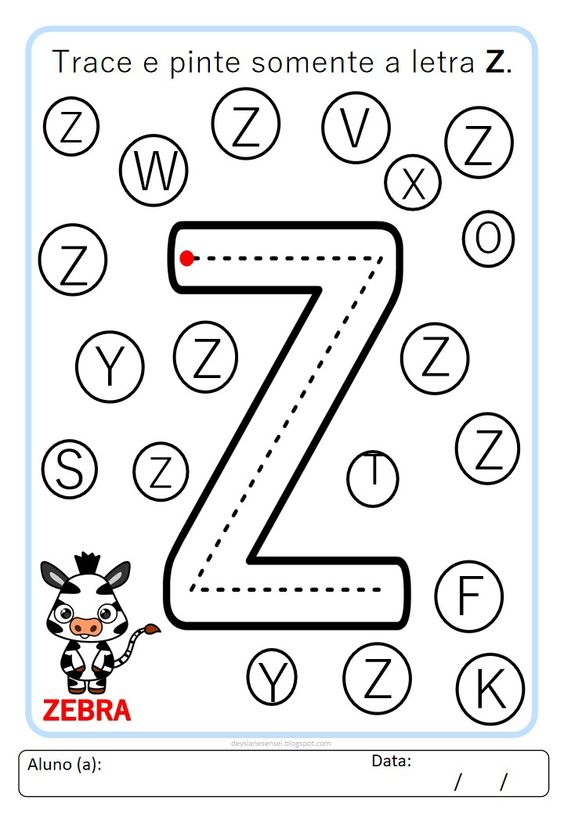 Trace e pinte somente a letra Z.
Z
W
Z
V
X
Z
Z
O
Z
Y
Z
Z
S
Z
T
Z
F
Y
Z
K
ZEBRA
deysianesensei.blogspot.com
Aluno (a):
Data:
/ /